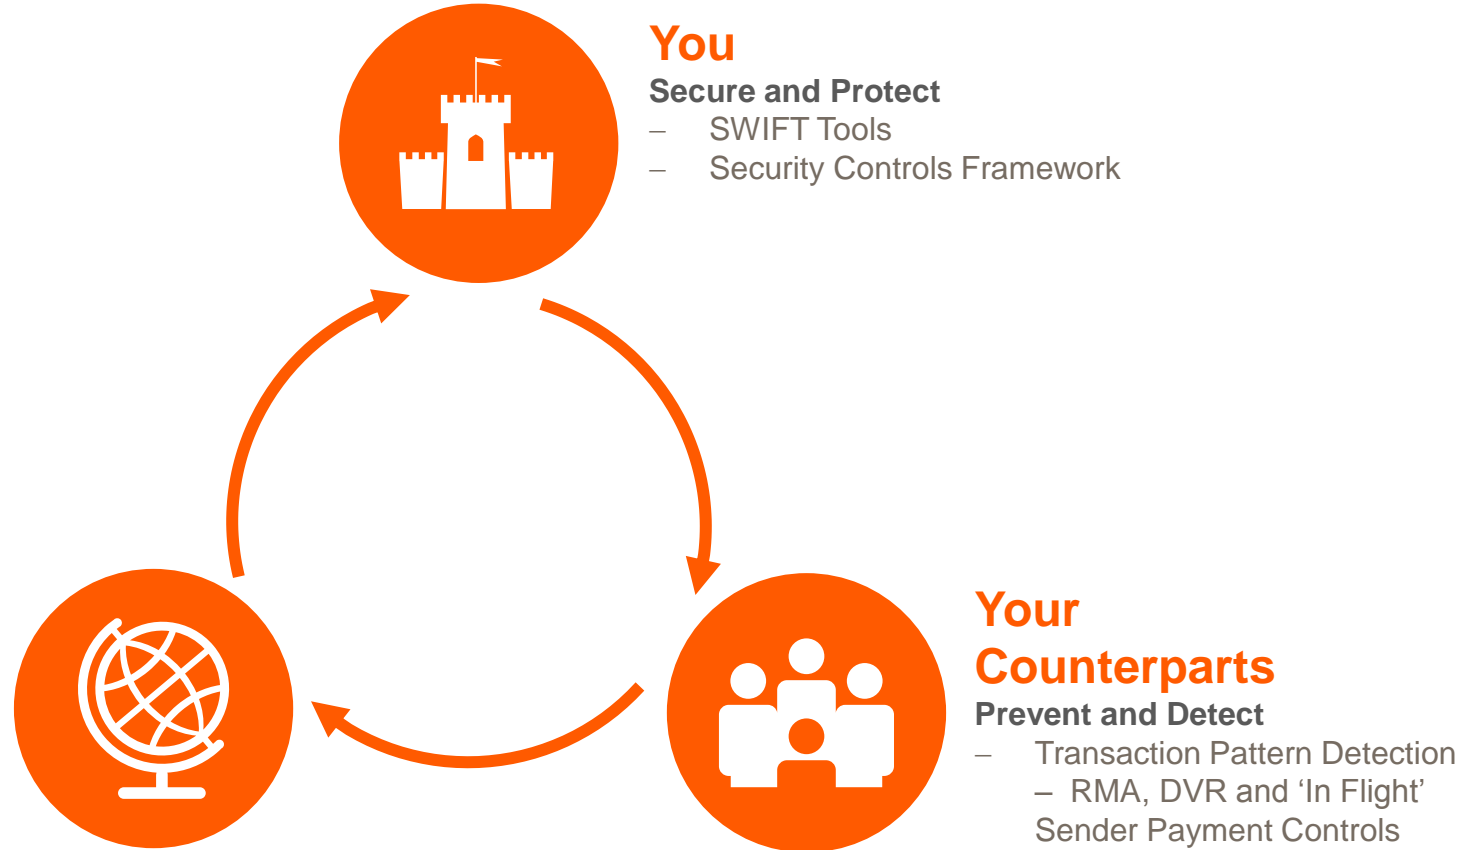 You
Secure and Protect
– SWIFT Tools
– Security Controls Framework
Your
Counterparts
Prevent and Detect
– Transaction Pattern Detection
– RMA, DVR and ‘In Flight’
Sender Payment Controls